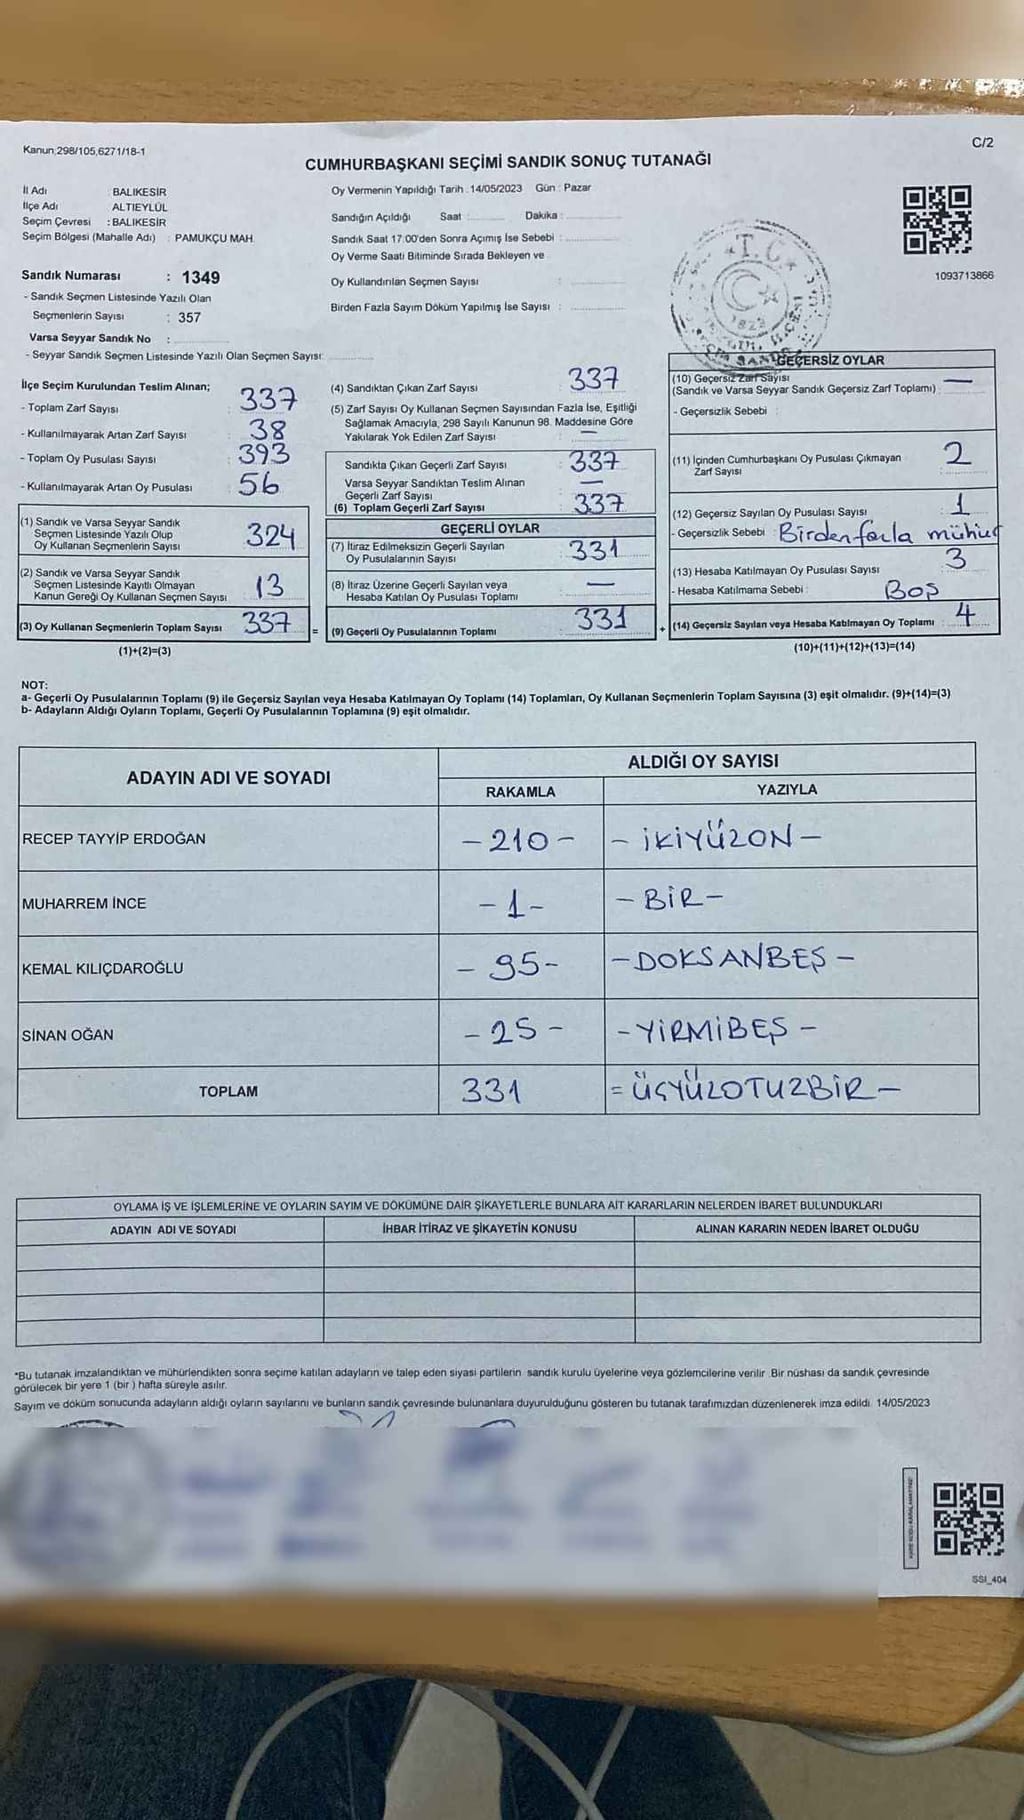 Kanun;298/105,6271/18-1
C/2
CUMHURBAŞKANI SEÇİMİ SANDIK SONUÇ TUTANAĞI
İl Adı : BALIKESİR
İlçe Adı : ALTIEYLÜL
Seçim Çevresi : BALIKESİR
Seçim Bölgesi (Mahalle Adı) : PAMUKÇU MAH.
Sandık Numarası : 1349
- Sandık Seçmen Listesinde Yazılı Olan
Seçmenlerin Sayısı : 357
Varsa Seyyar Sandık No :
- Seyyar Sandık Seçmen Listesinde Yazılı Olan Seçmen Sayısı:
Oy Vermenin Yapıldığı Tarih : 14/05/2023 Gün : Pazar
Sandığın Açıldığı Saat : Dakika :
Sandık Saat 17:00'den Sonra Açımış İse Sebebi :
Oy Verme Saati Bitiminde Sırada Bekleyen ve
Oy Kullandırılan Seçmen Sayısı :
Birden Fazla Sayım Döküm Yapılmış İse Sayısı :
T.C.
1093713866
İlçe Seçim Kurulundan Teslim Alınan;
- Toplam Zarf Sayısı : 337
- Kullanılmayarak Artan Zarf Sayısı : 38
- Toplam Oy Pusulası Sayısı : 393
- Kullanılmayarak Artan Oy Pusulası : 56
(1) Sandık ve Varsa Seyyar Sandık
Seçmen Listesinde Yazılı Olup
Oy Kullanan Seçmenlerin Sayısı : 324
(2) Sandık ve Varsa Seyyar Sandık
Seçmen Listesinde Kayıtlı Olmayan
Kanun Gereği Oy Kullanan Seçmen Sayısı : 13
(3) Oy Kullanan Seçmenlerin Toplam Sayısı : 337 =
(1)+(2)=(3)
(4) Sandıktan Çıkan Zarf Sayısı : 337
(5) Zarf Sayısı Oy Kullanan Seçmen Sayısından Fazla İse, Eşitliği
Sağlamak Amacıyla, 298 Sayılı Kanunun 98. Maddesine Göre
Yakılarak Yok Edilen Zarf Sayısı : —
Sandıkta Çıkan Geçerli Zarf Sayısı : 337
Varsa Seyyar Sandıktan Teslim Alınan
Geçerli Zarf Sayısı : —
(6) Toplam Geçerli Zarf Sayısı : 337
GEÇERLİ OYLAR
(7) İtiraz Edilmeksizin Geçerli Sayılan
Oy Pusulalarının Sayısı : 331
(8) İtiraz Üzerine Geçerli Sayılan veya
Hesaba Katılan Oy Pusulası Toplamı : —
(9) Geçerli Oy Pusulalarının Toplamı : 331 +
GEÇERSİZ OYLAR
(10) Geçersiz Zarf Sayısı
(Sandık ve Varsa Seyyar Sandık Geçersiz Zarf Toplamı) : —
- Geçersizlik Sebebi :
(11) İçinden Cumhurbaşkanı Oy Pusulası Çıkmayan
Zarf Sayısı : 2
(12) Geçersiz Sayılan Oy Pusulası Sayısı : 1
- Geçersizlik Sebebi : Birden fazla mühür
(13) Hesaba Katılmayan Oy Pusulası Sayısı : 3
- Hesaba Katılmama Sebebi : Boş
(14) Geçersiz Sayılan veya Hesaba Katılmayan Oy Toplamı : 4
(10)+(11)+(12)+(13)=(14)
NOT:
a- Geçerli Oy Pusulalarının Toplamı (9) ile Geçersiz Sayılan veya Hesaba Katılmayan Oy Toplamı (14) Toplamları, Oy Kullanan Seçmenlerin Toplam Sayısına (3) eşit olmalıdır. (9)+(14)=(3)
b- Adayların Aldığı Oyların Toplamı, Geçerli Oy Pusulalarının Toplamına (9) eşit olmalıdır.
ADAYIN ADI VE SOYADI
ALDIĞI OY SAYISI
RAKAMLA YAZIYLA
RECEP TAYYİP ERDOĞAN - 210 - - İKİYÜZON -
MUHARREM İNCE - 1 - - BİR -
KEMAL KILIÇDAROĞLU - 95 - - DOKSANBEŞ -
SİNAN OĞAN - 25 - - YİRMİBEŞ -
TOPLAM 331 = ÜÇYÜZOTUZBİR -
OYLAMA İŞ VE İŞLEMLERİNE VE OYLARIN SAYIM VE DÖKÜMÜNE DAİR ŞİKAYETLERLE BUNLARA AİT KARARLARIN NELERDEN İBARET BULUNDUKLARI
ADAYIN ADI VE SOYADI İHBAR İTİRAZ VE ŞİKAYETİN KONUSU ALINAN KARARIN NEDEN İBARET OLDUĞU
*Bu tutanak imzalandıktan ve mühürlendikten sonra seçime katılan adayların ve talep eden siyasi partilerin sandık kurulu üyelerine veya gözlemcilerine verilir. Bir nüshası da sandık çevresinde
görülecek bir yere 1 (bir) hafta süreyle asılır.
Sayım ve döküm sonucunda adayların aldığı oyların sayılarını ve bunların sandık çevresinde bulunanlara duyurulduğunu gösteren bu tutanak tarafımızdan düzenlenerek imza edildi. 14/05/2023
SSI_404